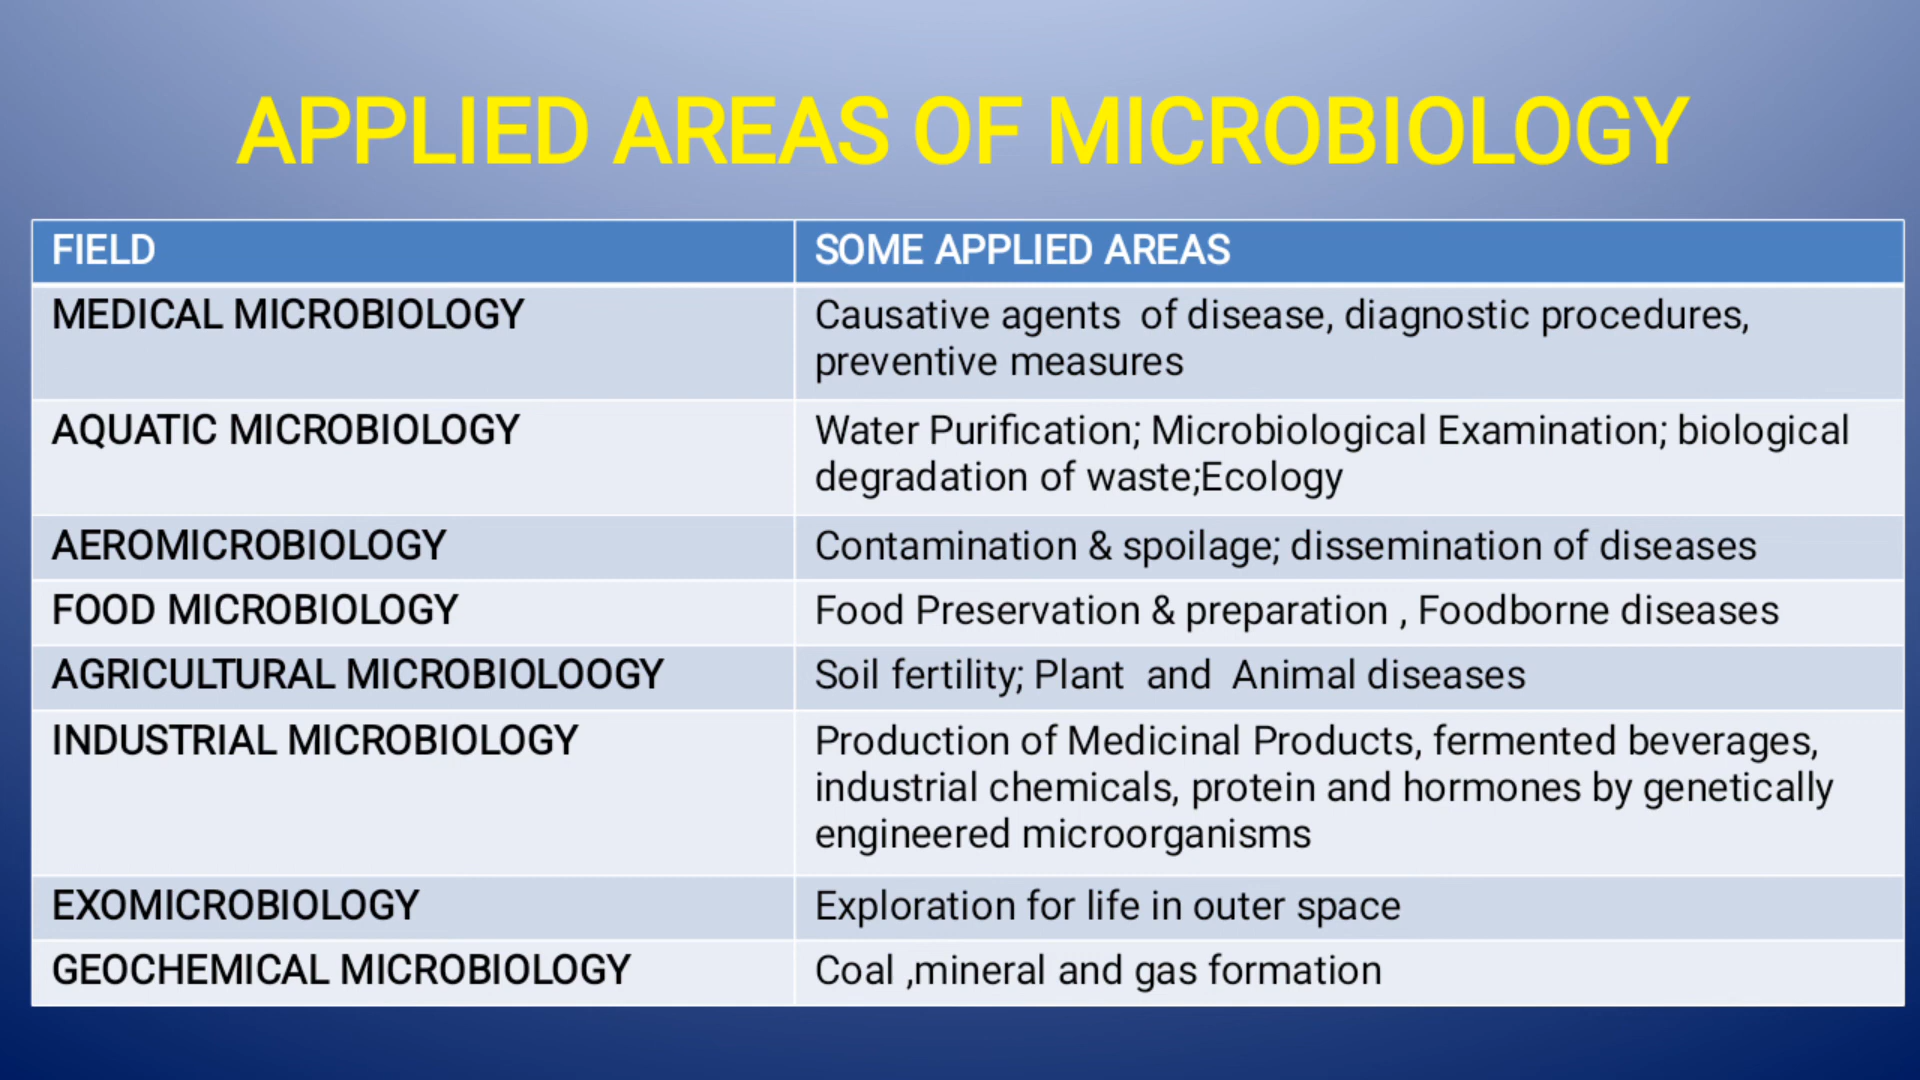 APPLIED AREAS OF MICROBIOLOGY
FIELD
SOME APPLIED AREAS
MEDICAL MICROBIOLOGY
Causative agents  of disease, diagnostic procedures,
preventive measures
AQUATIC MICROBIOLOGY
Water Purification; Microbiological Examination; biological
degradation of waste;Ecology
AEROMICROBIOLOGY
Contamination & spoilage; dissemination of diseases
FOOD MICROBIOLOGY
Food Preservation & preparation , Foodborne diseases
AGRICULTURAL MICROBIOLOOGY
Soil fertility; Plant  and  Animal diseases
INDUSTRIAL MICROBIOLOGY
Production of Medicinal Products, fermented beverages,
industrial chemicals, protein and hormones by genetically
engineered microorganisms
EXOMICROBIOLOGY
Exploration for life in outer space
GEOCHEMICAL MICROBIOLOGY
Coal ,mineral and gas formation